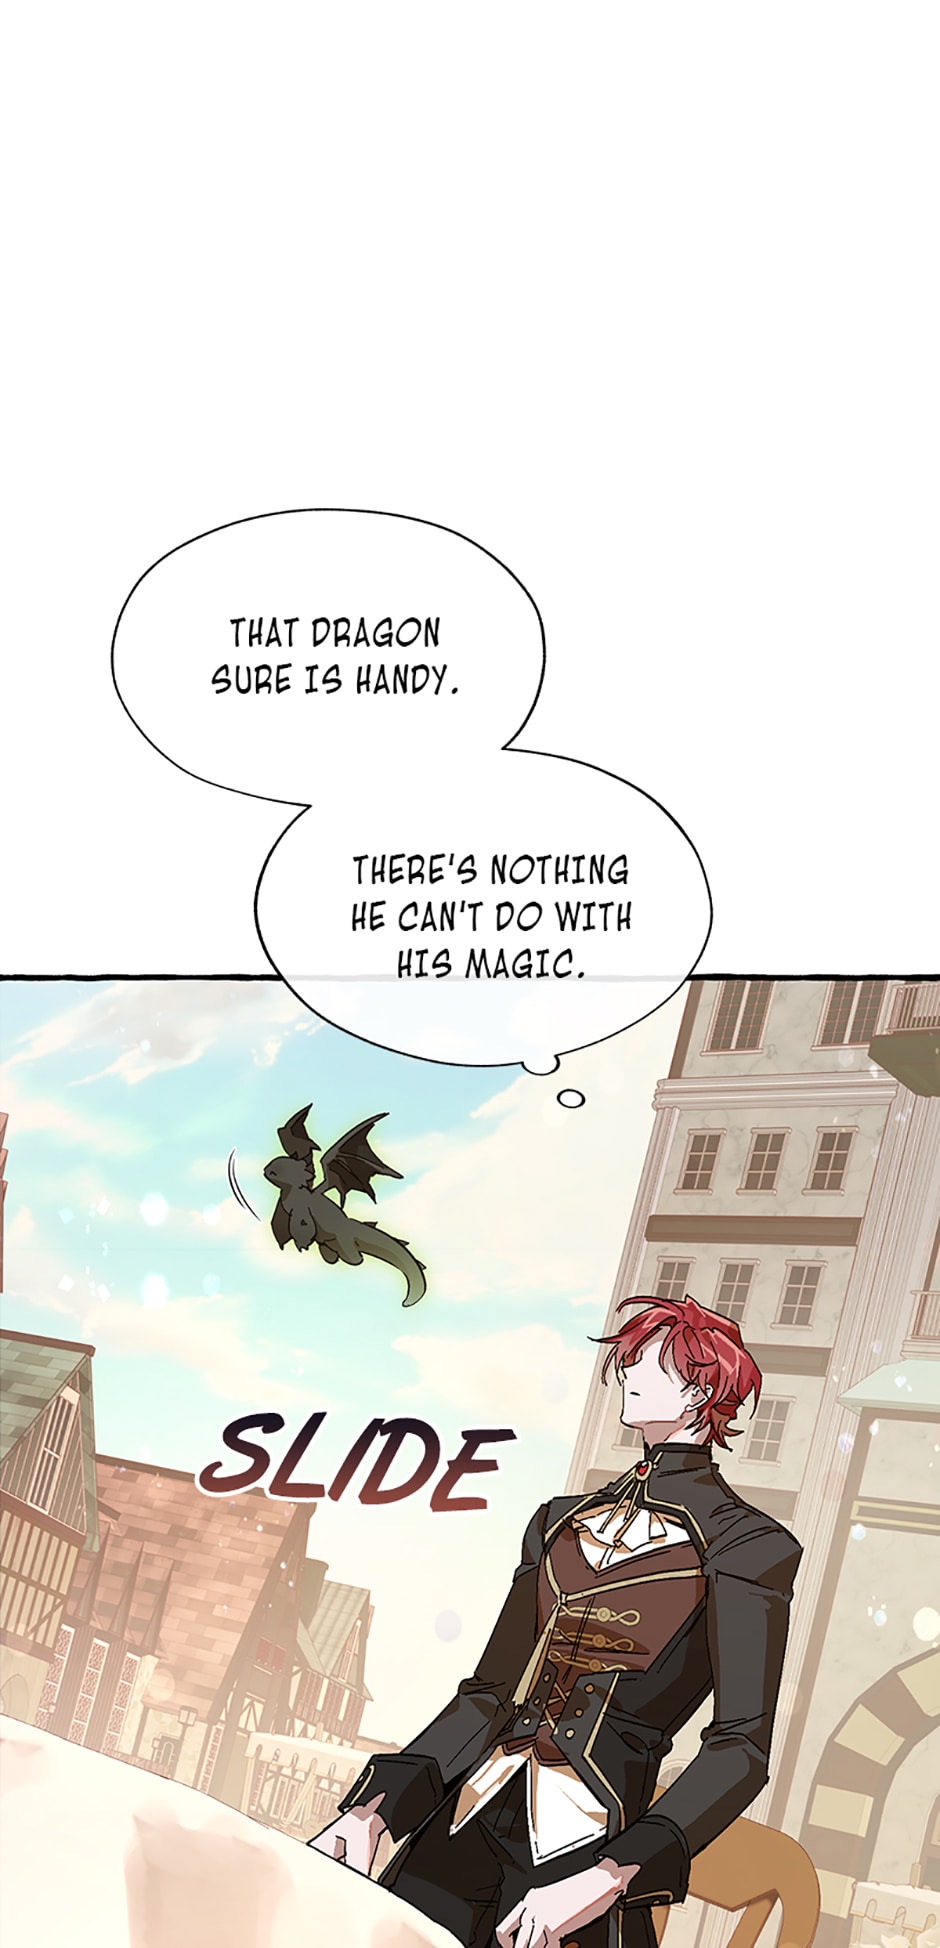 THAT DRAGON
SURE IS HANDY.
THERE'S NOTHING
HE CAN'T DO WITH
HIS MAGIC.
SLIDE